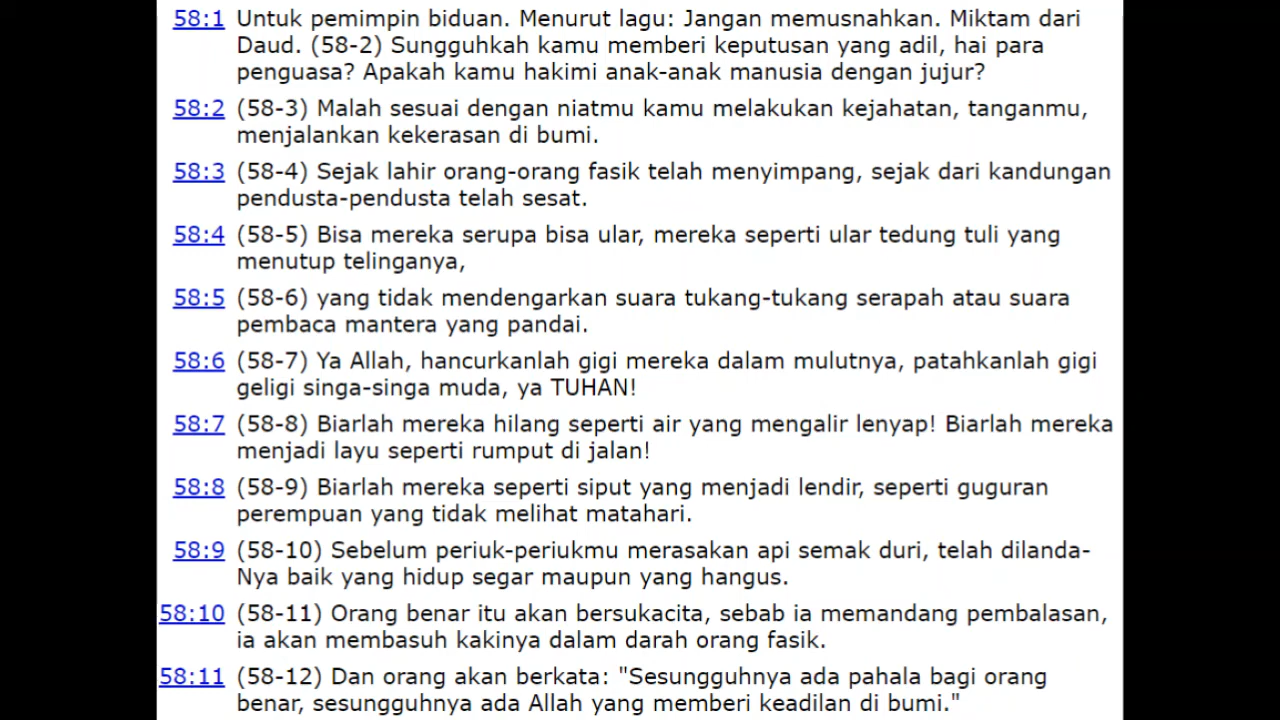 58:1 Untuk pemimpin biduan. Menurut lagu: Jangan memusnahkan. Miktam dari
Daud. (58-2) Sungguhkah kamu memberi keputusan yang adil, hai para
penguasa? Apakah kamu hakimi anak-anak manusia dengan jujur?
58:2 (58-3) Malah sesuai dengan niatmu kamu melakukan kejahatan, tanganmu,
menjalankan kekerasan di bumi.
58:3 (58-4) Sejak lahir orang-orang fasik telah menyimpang, sejak dari kandungan
pendusta-pendusta telah sesat.
58:4 (58-5) Bisa mereka serupa bisa ular, mereka seperti ular tedung tuli yang
menutup telinganya,
58:5 (58-6) yang tidak mendengarkan suara tukang-tukang serapah atau suara
pembaca mantera yang pandai.
58:6 (58-7) Ya Allah, hancurkanlah gigi mereka dalam mulutnya, patahkanlah gigi
geligi singa-singa muda, ya TUHAN!
58:7 (58-8) Biarlah mereka hilang seperti air yang mengalir lenyap! Biarlah mereka
menjadi layu seperti rumput di jalan!
58:8 (58-9) Biarlah mereka seperti siput yang menjadi lendir, seperti guguran
perempuan yang tidak melihat matahari.
58:9 (58-10) Sebelum periuk-periukmu merasakan api semak duri, telah dilanda-
Nya baik yang hidup segar maupun yang hangus.
58:10 (58-11) Orang benar itu akan bersukacita, sebab ia memandang pembalasan,
ia akan membasuh kakinya dalam darah orang fasik.
58:11 (58-12) Dan orang akan berkata: "Sesungguhnya ada pahala bagi orang
benar, sesungguhnya ada Allah yang memberi keadilan di bumi."